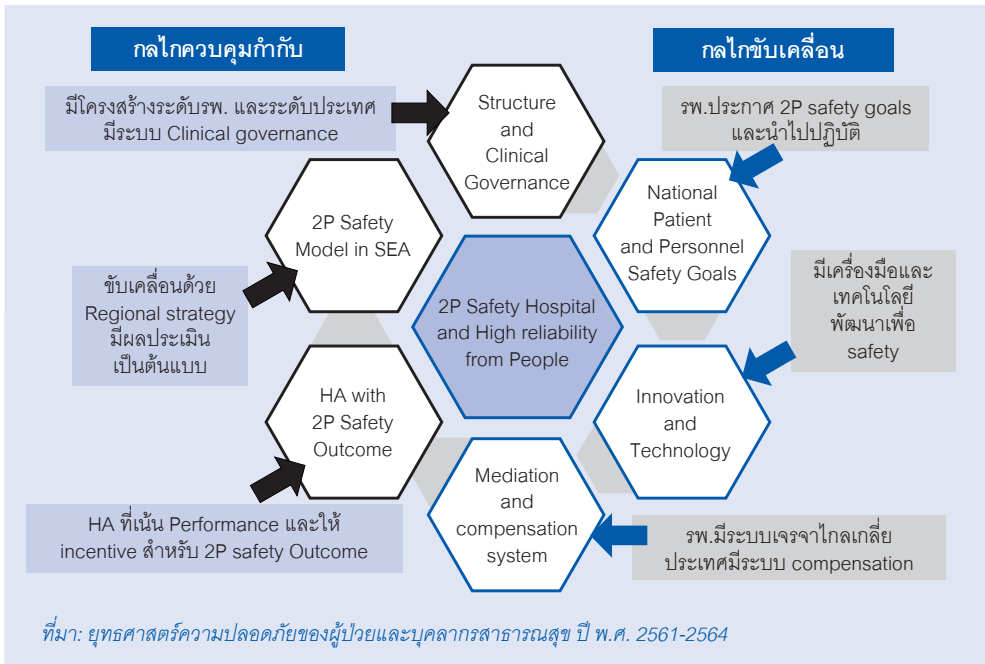 กลไกควบคุมกำกับ
กลไกขับเคลื่อน
มีโครงสร้างระดับรพ. และระดับประเทศ
มีระบบ Clinical governance
Structure
and
Clinical
Governance
รพ.ประกาศ 2P safety goals
และนำไปปฏิบัติ
2P Safety
Model in SEA
National
Patient
and Personnel
Safety Goals
ขับเคลื่อนด้วย
Regional strategy
มีผลประเมิน
เป็นต้นแบบ
2P Safety Hospital
and High reliability
from People
มีเครื่องมือและ
เทคโนโลยี
พัฒนาเพื่อ
safety
HA with
2P Safety
Outcome
Innovation
and
Technology
Mediation
and
compensation
system
HA ที่เน้น Performance และให้
incentive สำหรับ 2P safety Outcome
รพ.มีระบบเจรจาไกลเกลี่ย
ประเทศมีระบบ compensation
ที่มา: ยุทธศาสตร์ความปลอดภัยของผู้ป่วยและบุคลากรสาธารณสุข ปี พ.ศ. 2561-2564